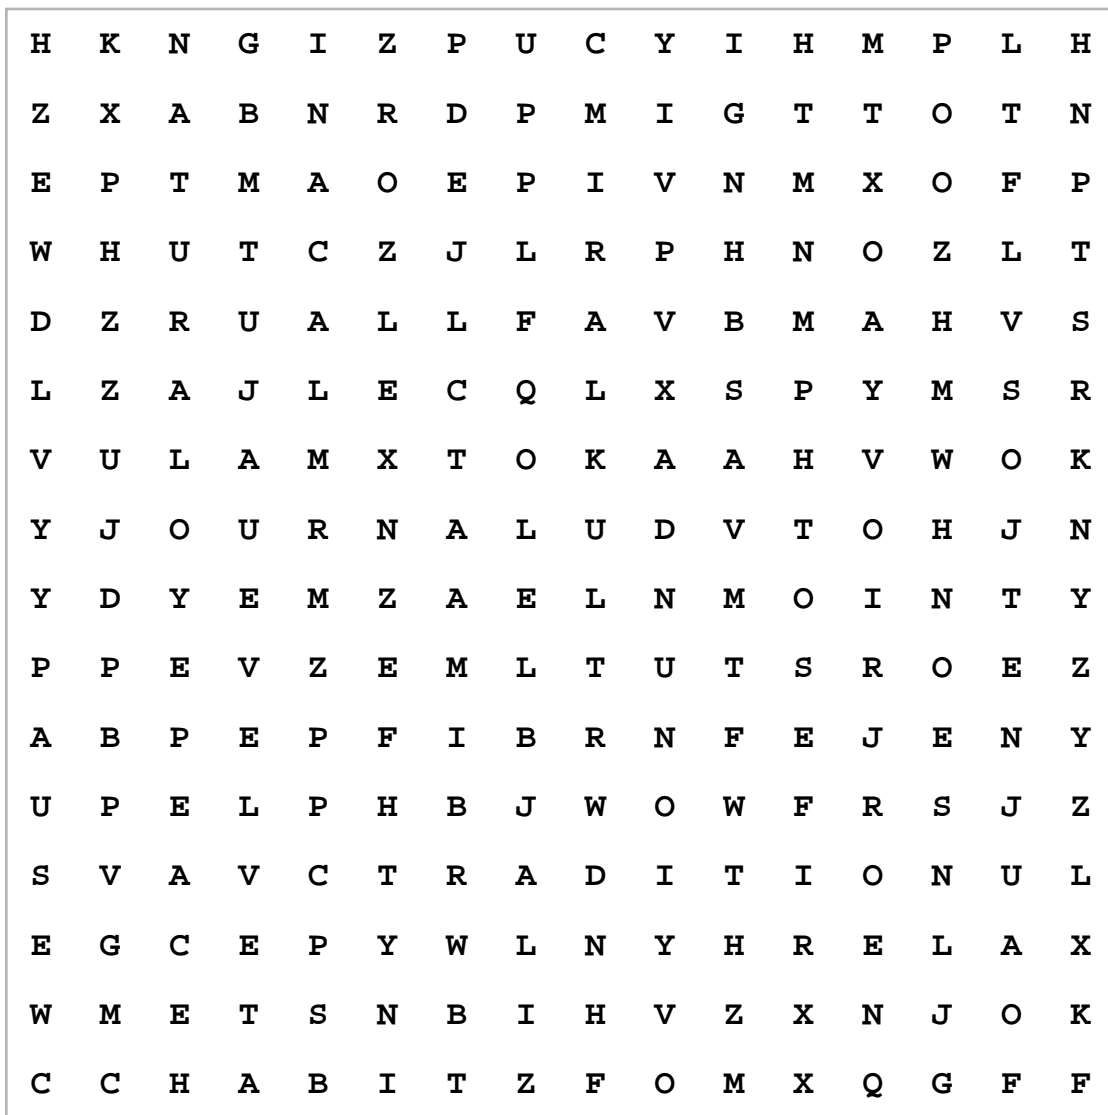 H K N G I Z P U C Y I H M P L H
Z X A B N R D P M I G T T O T N
E P T M A O E P I V N M X O F P
W H U T C Z J L R P H N O Z L T
D Z R U A L L F A V B M A H V S
L Z A J L E C Q L X S P Y M S R
V U L A M X T O K A A H V W O K
Y J O U R N A L U D V T O H J N
Y D Y E M Z A E L N M O I N T Y
P P E V Z E M L T U T S R O E Z
A B P E P F I B R N F E J E N Y
U P E L P H B J W O W F R S J Z
S V A V C T R A D I T I O N U L
E G C E P Y W L N Y H R E L A X
W M E T S N B I H V Z X N J O K
C C H A B I T Z F O M X Q G F F